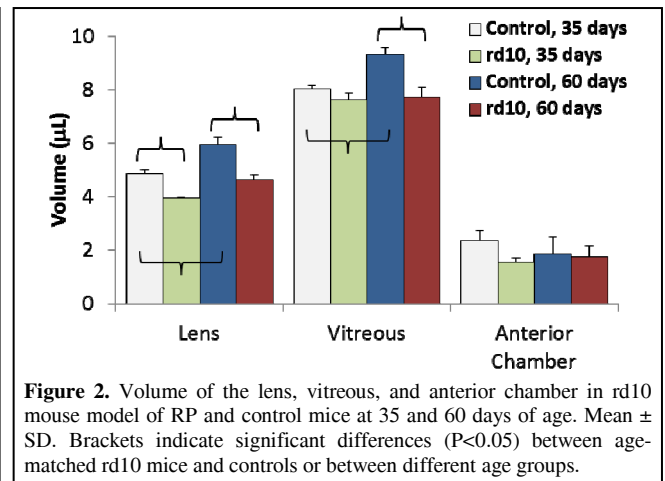 10
8
6
4
2
0
Volume (µL)
Control, 35 days
rd10, 35 days
Control, 60 days
rd10, 60 days
Lens
Vitreous
Anterior
Chamber
Figure 2. Volume of the lens, vitreous, and anterior chamber in rd10
mouse model of RP and control mice at 35 and 60 days of age. Mean ±
SD. Brackets indicate significant differences (P<0.05) between age-
matched rd10 mice and controls or between different age groups.